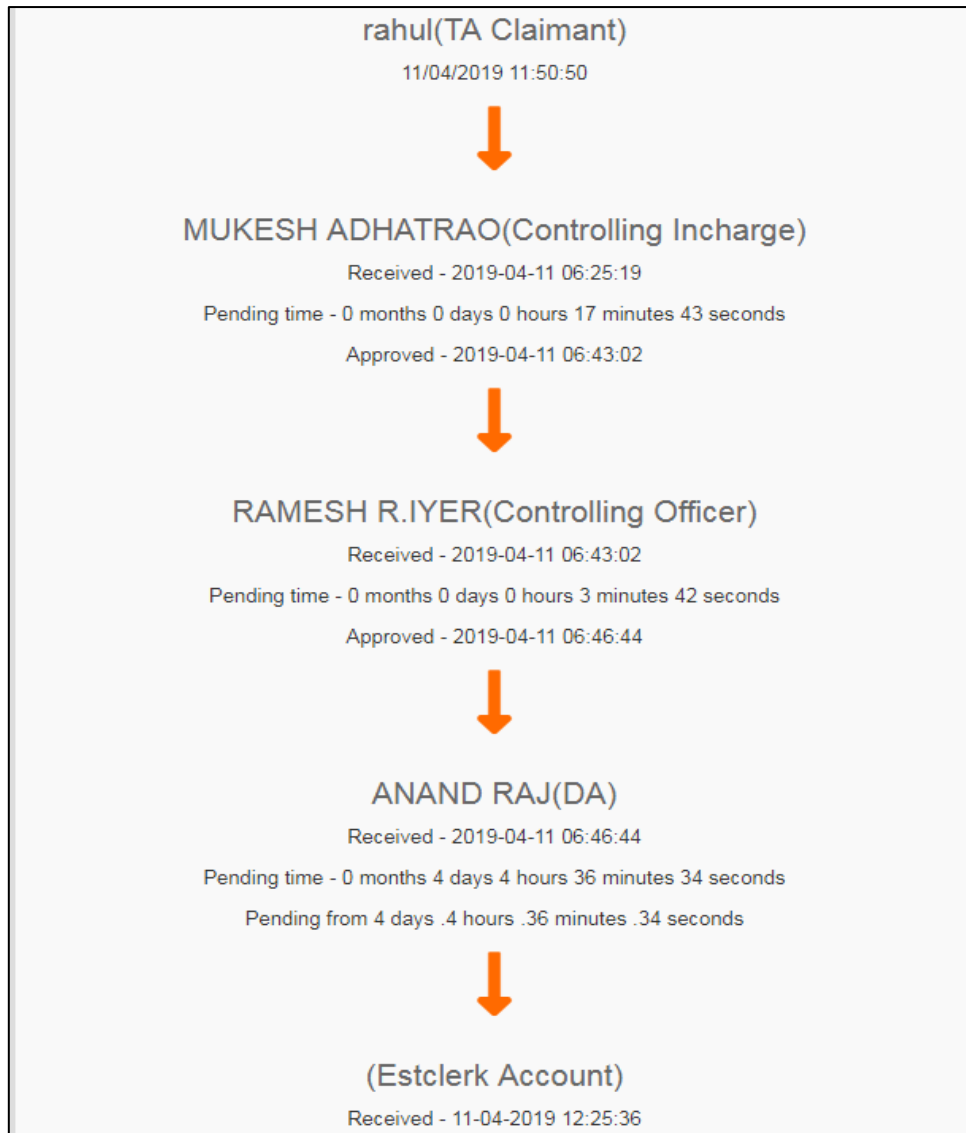 rahul(TA Claimant)
11/04/2019 11:50:50
MUKESH ADHATRAO(Controlling Incharge)
Received - 2019-04-11 06:25:19
Pending time - 0 months 0 days 0 hours 17 minutes 43 seconds
Approved - 2019-04-11 06:43:02
RAMESH R.IYER(Controlling Officer)
Received - 2019-04-11 06:43:02
Pending time - 0 months 0 days 0 hours 3 minutes 42 seconds
Approved - 2019-04-11 06:46:44
ANAND RAJ(DA)
Received - 2019-04-11 06:46:44
Pending time - 0 months 4 days 4 hours 36 minutes 34 seconds
Pending from 4 days .4 hours .36 minutes .34 seconds
(Estclerk Account)
Received - 11-04-2019 12:25:36